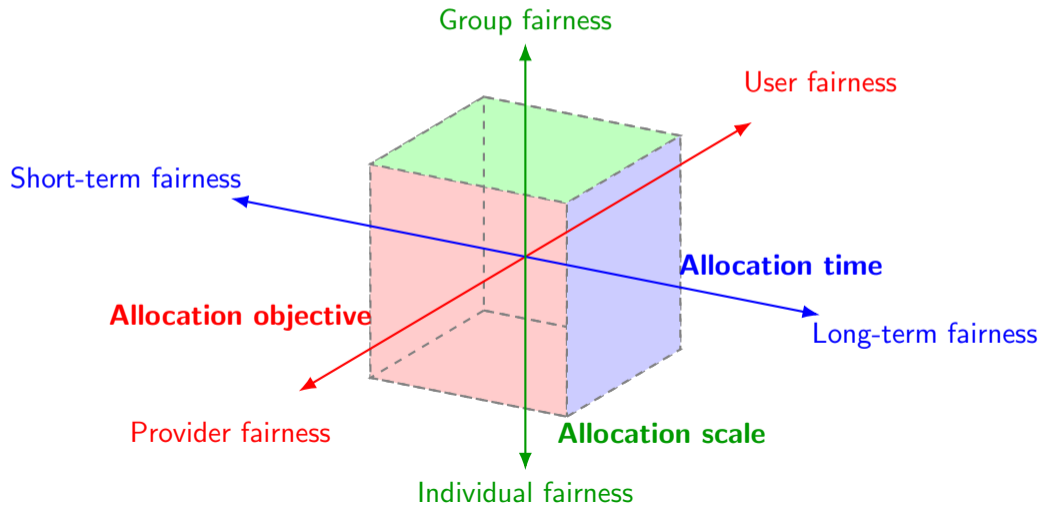 Group fairness
User fairness
Short-term fairness
Allocation time
Allocation objective
Long-term fairness
Provider fairness
Allocation scale
Individual fairness